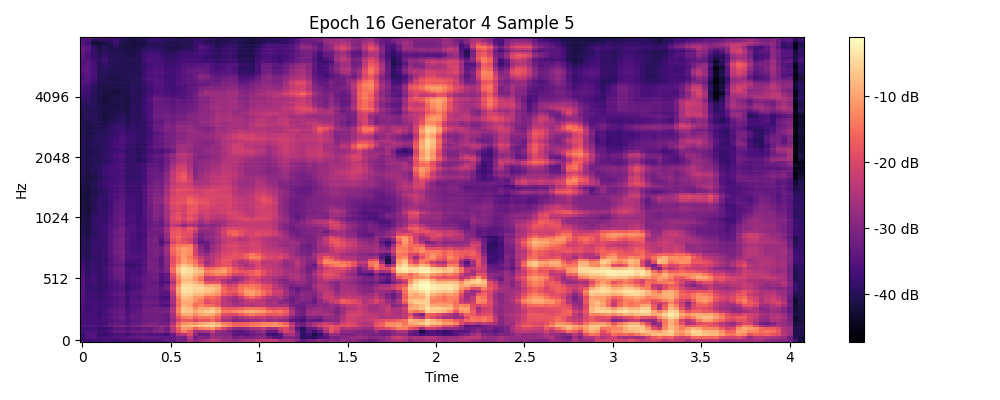 Epoch 16 Generator 4 Sample 5
Hz
4096
2048
1024
512
0
0 0.5 1 1.5 2 2.5 3 3.5 4
Time
-10 dB
-20 dB
-30 dB
-40 dB